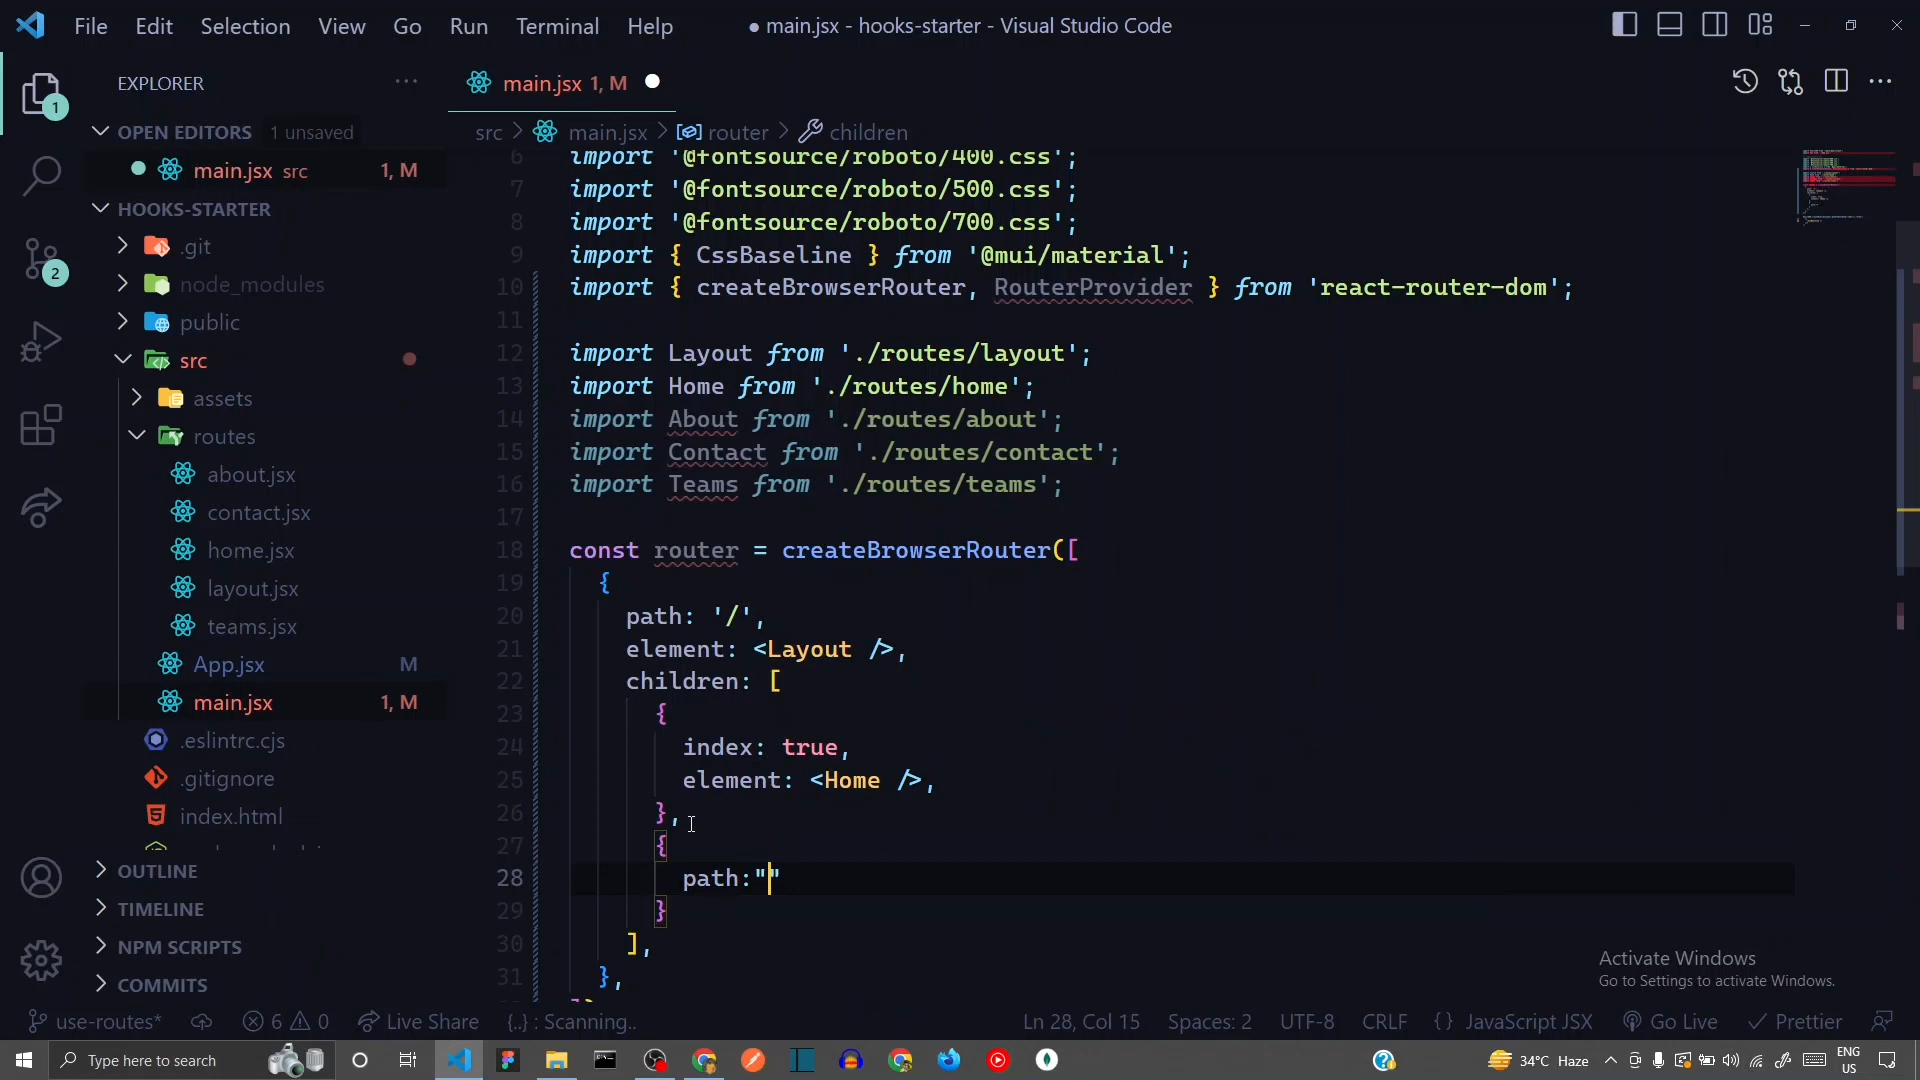 File Edit Selection View Go Run Terminal Help
● main.jsx - hooks-starter - Visual Studio Code
1
2
EXPLORER
OPEN EDITORS 1 unsaved
main.jsx src 1, M
HOOKS-STARTER
.git
node_modules
public
src
assets
routes
about.jsx
contact.jsx
home.jsx
layout.jsx
teams.jsx
App.jsx M
main.jsx 1, M
.eslintrc.cjs
.gitignore
index.html
OUTLINE
TIMELINE
NPM SCRIPTS
COMMITS
main.jsx 1, M
src > main.jsx > router > children
6 import '@fontsource/roboto/400.css';
7 import '@fontsource/roboto/500.css';
8 import '@fontsource/roboto/700.css';
9 import { CssBaseline } from '@mui/material';
10 import { createBrowserRouter, RouterProvider } from 'react-router-dom';
11
12 import Layout from './routes/layout';
13 import Home from './routes/home';
14 import About from './routes/about';
15 import Contact from './routes/contact';
16 import Teams from './routes/teams';
17
18 const router = createBrowserRouter([
19 {
20 path: '/',
21 element: <Layout />,
22 children: [
23 {
24 index: true,
25 element: <Home />,
26 },
27 {
28 path:""
29 }
30 ],
31 },
Activate Windows
Go to Settings to activate Windows.
use-routes* 6 0 Live Share {..} : Scanning..
Ln 28, Col 15 Spaces: 2 UTF-8 CRLF {} JavaScript JSX Go Live Prettier
Type here to search
34°C Haze
ENG
US